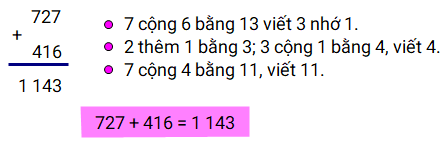 727
+
416
1 143
7 cộng 6 bằng 13 viết 3 nhớ 1.
2 thêm 1 bằng 3; 3 cộng 1 bằng 4, viết 4.
7 cộng 4 bằng 11, viết 11.
727 + 416 = 1 143